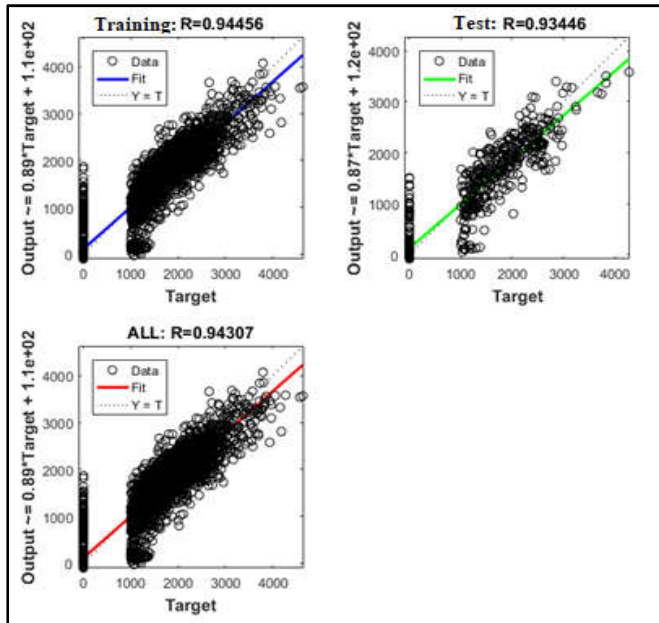 Training: R=0.94456
Output ~= 0.89*Target + 1.1e+02
4000
3000
2000
1000
0
Data
Fit
Y = T
0 1000 2000 3000 4000
Target
Test: R=0.93446
Output ~= 0.87*Target + 1.2e+02
4000
3000
2000
1000
0
Data
Fit
Y = T
0 1000 2000 3000 4000
Target
ALL: R=0.94307
Output ~= 0.89*Target + 1.1e+02
4000
3000
2000
1000
0
Data
Fit
Y = T
0 1000 2000 3000 4000
Target